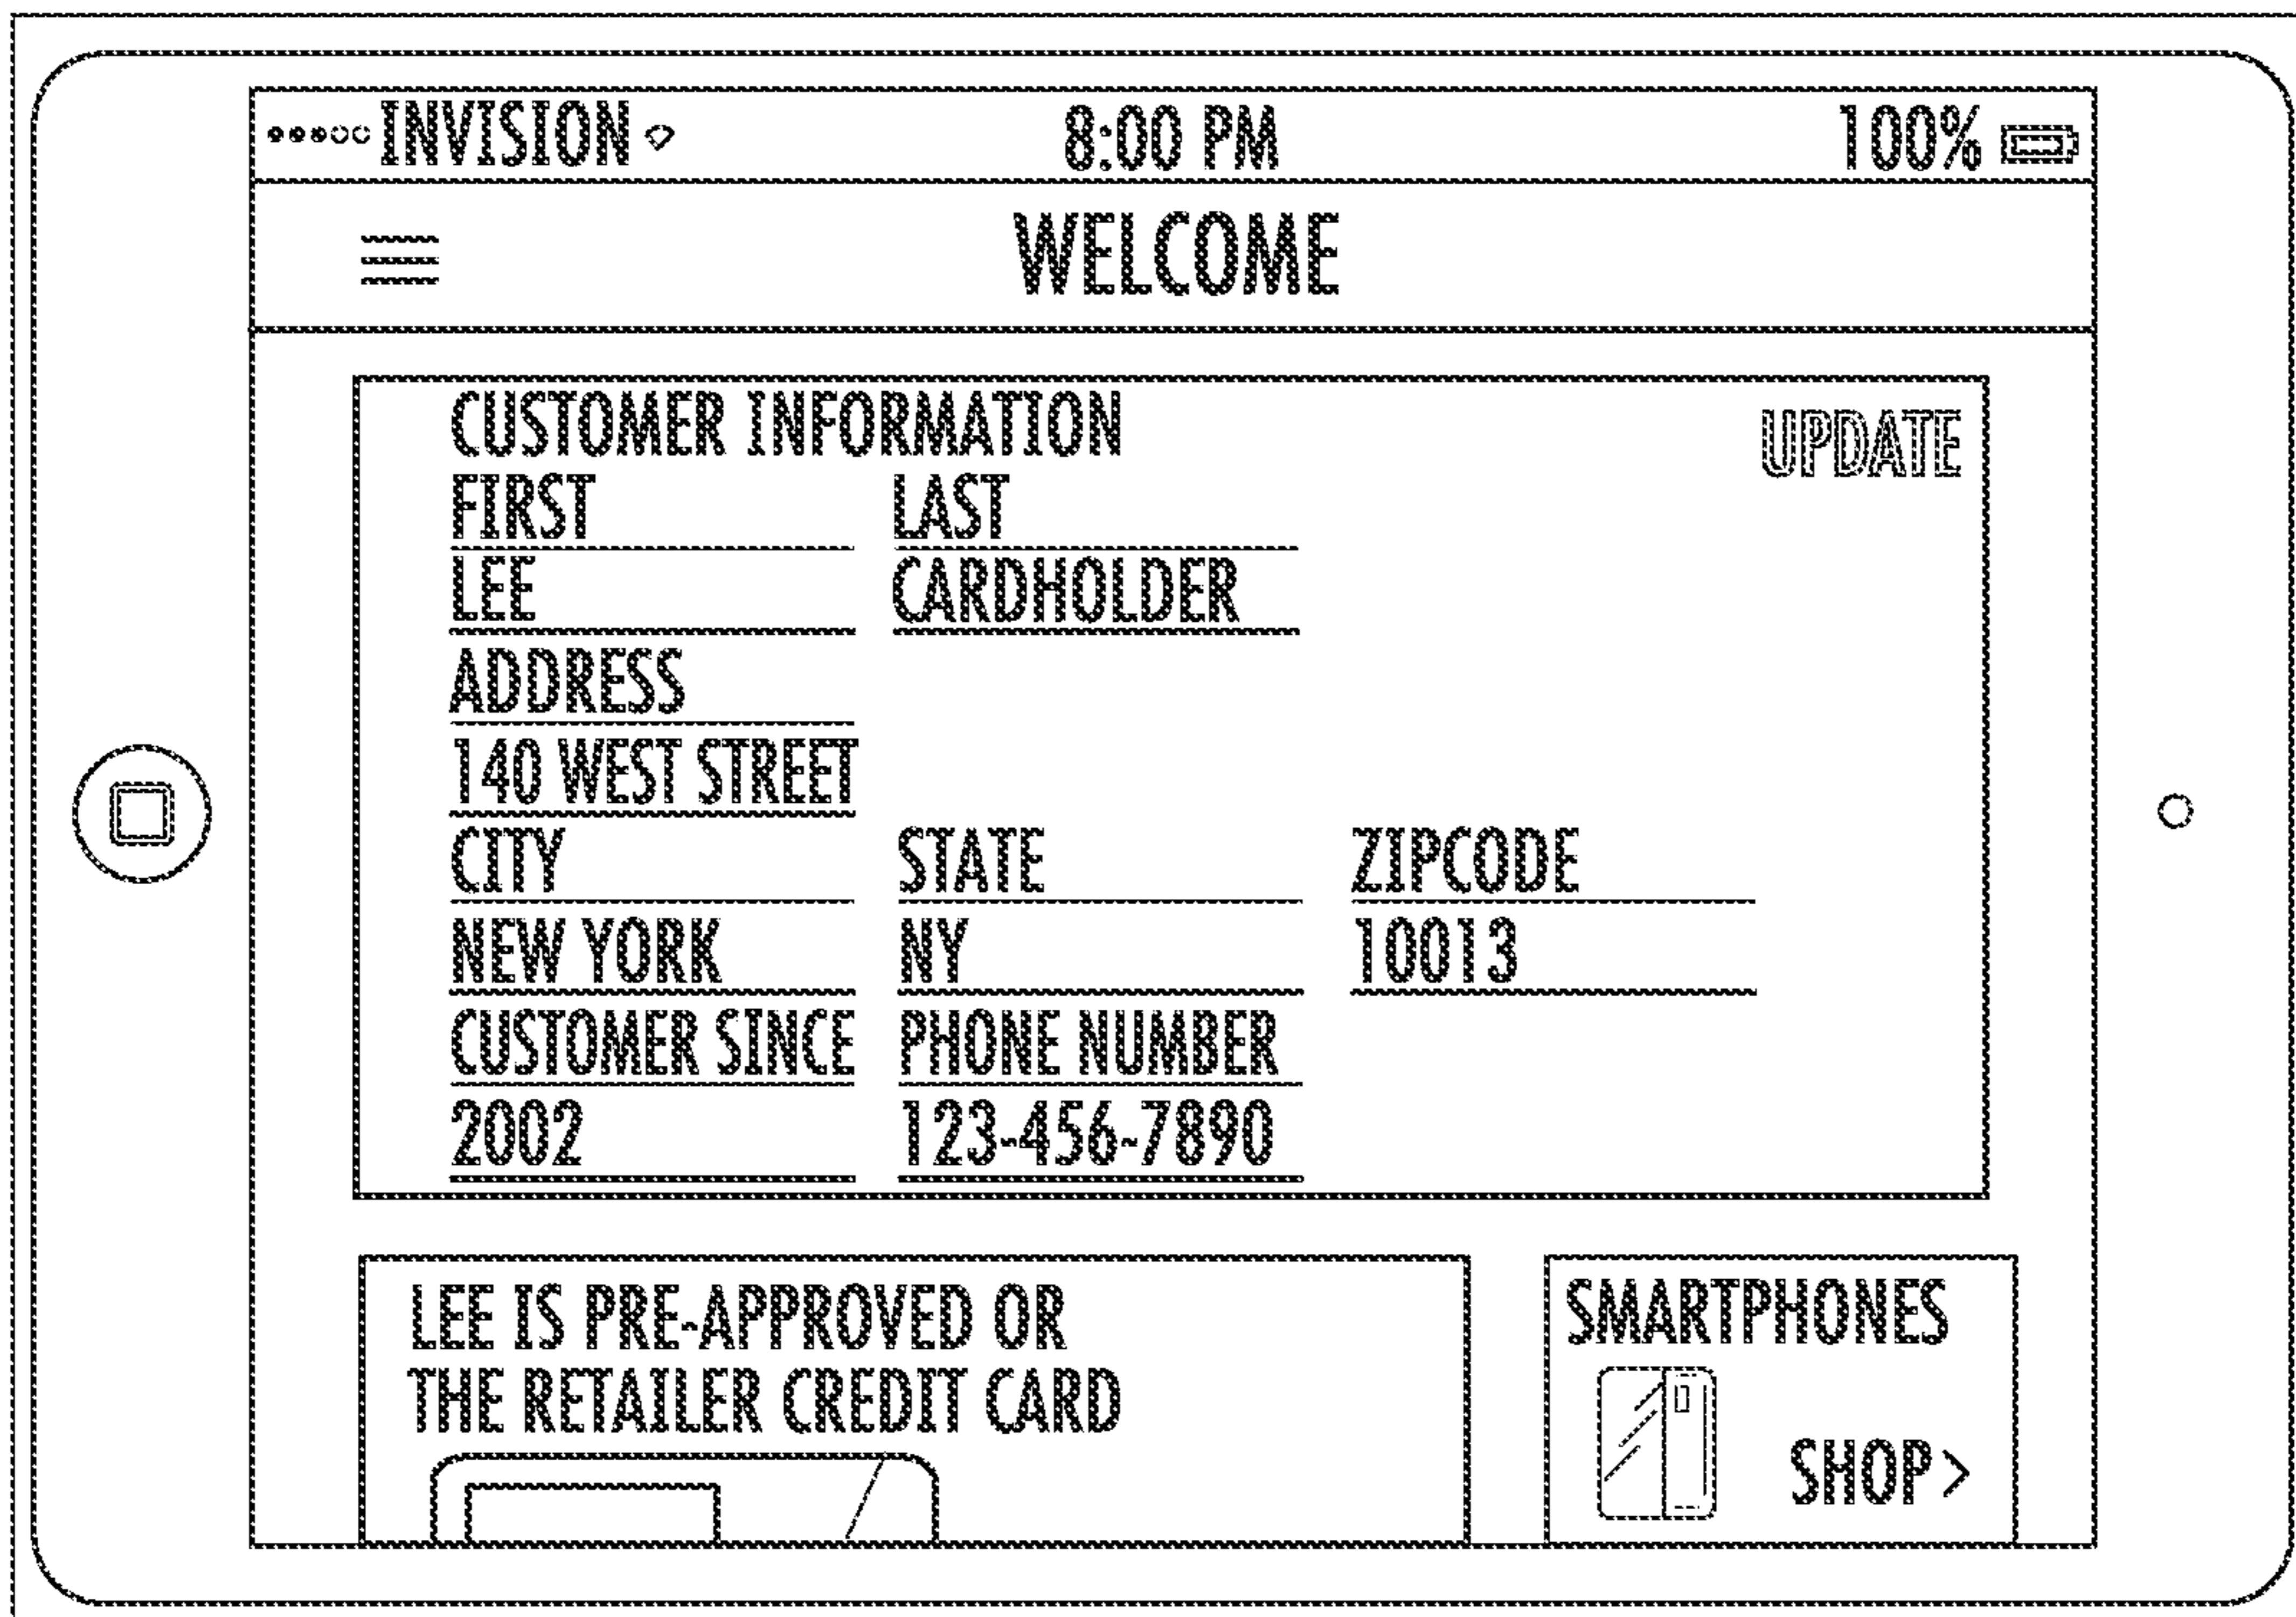 INVISION 8:00 PM 100%
WELCOME
CUSTOMER INFORMATION UPDATE
FIRST LAST
LEE CARDHOLDER
ADDRESS
140 WEST STREET
CITY STATE ZIPCODE
NEW YORK NY 10013
CUSTOMER SINCE PHONE NUMBER
2002 123-456-7890
LEE IS PRE-APPROVED OR
THE RETAILER CREDIT CARD
SMARTPHONES
SHOP >